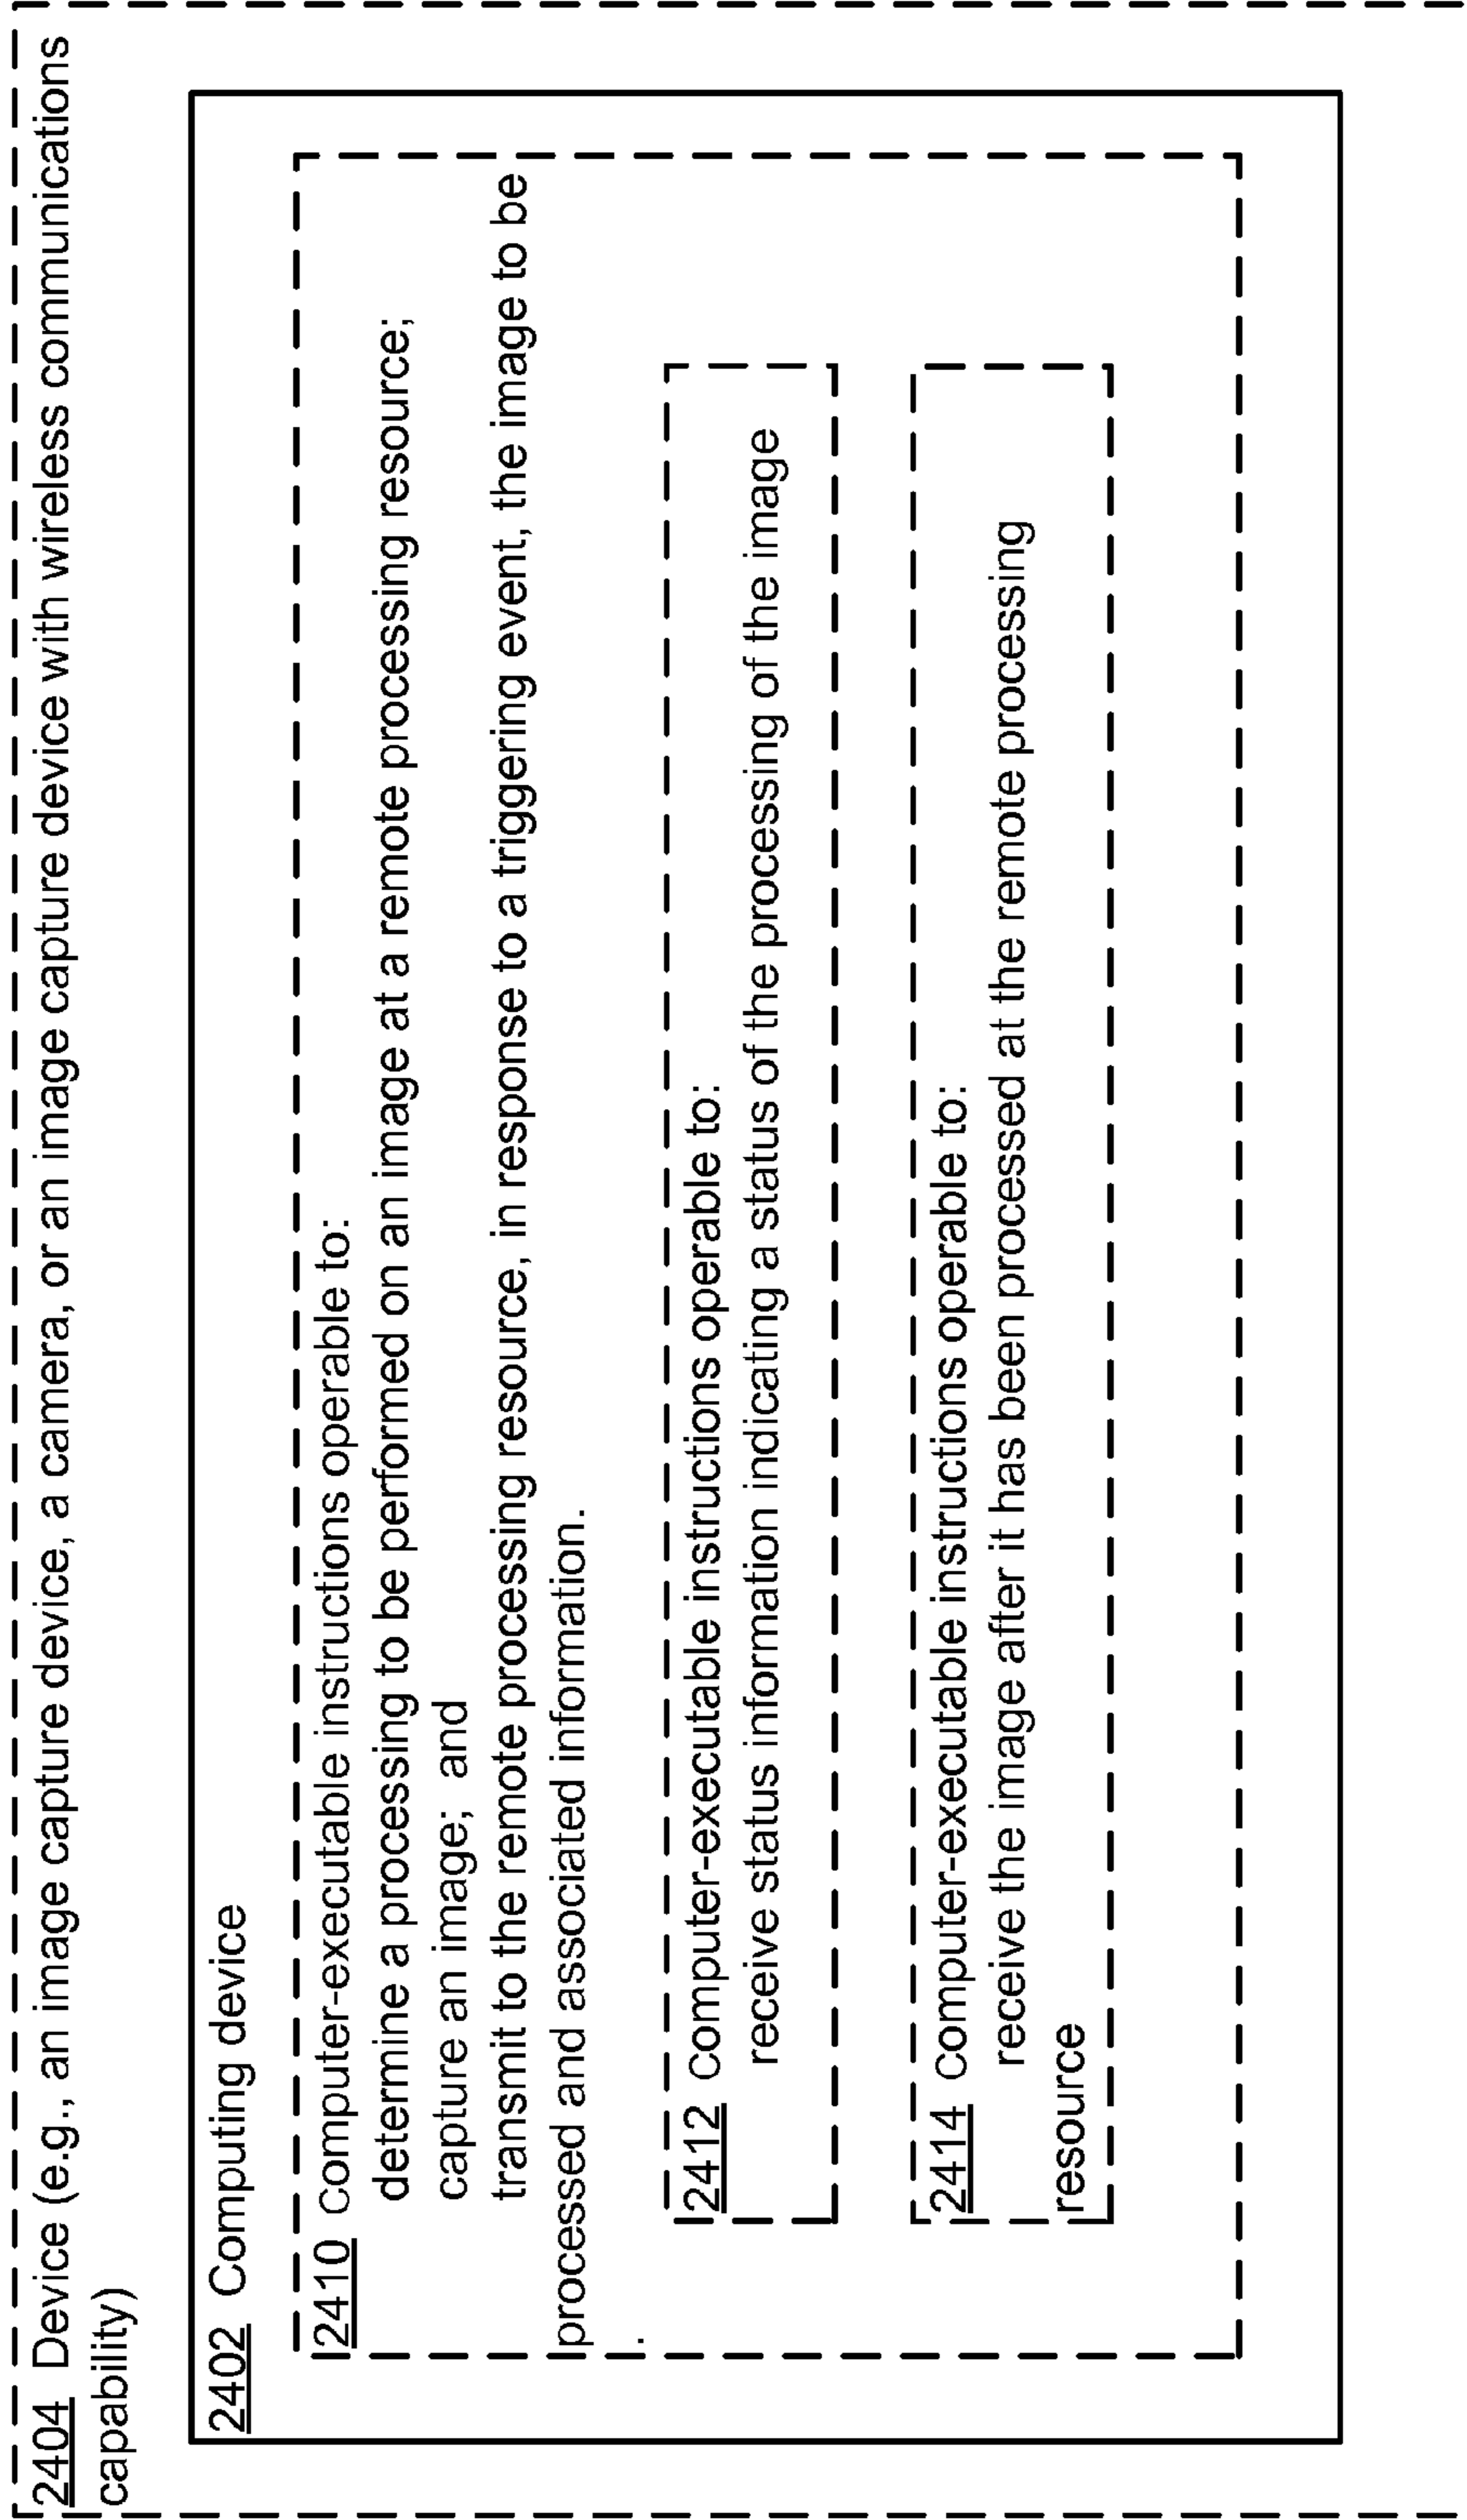 2404 Device (e.g., an image capture device, a camera, or an image capture device with wireless communications
capability)
2402 Computing device
2410 Computer-executable instructions operable to:
determine a processing to be performed on an image at a remote processing resource;
capture an image; and
transmit to the remote processing resource, in response to a triggering event, the image to be
processed and associated information.
.
2412 Computer-executable instructions operable to:
receive status information indicating a status of the processing of the image
2414 Computer-executable instructions operable to:
receive the image after it has been processed at the remote processing
resource